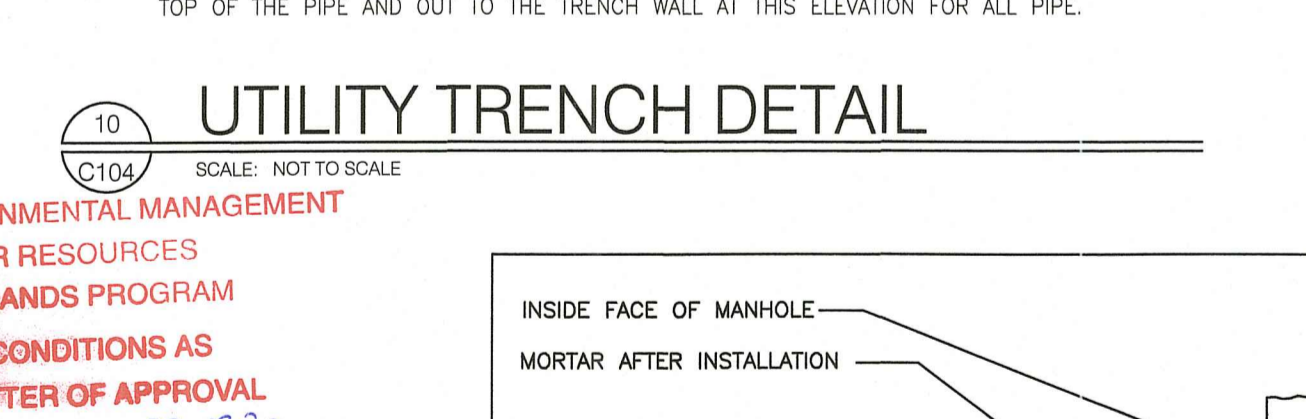 TOP OF THE PIPE AND OUT TO THE TRENCH WALL AT THIS ELEVATION FOR ALL PIPE.
10
UTILITY TRENCH DETAIL
C104
SCALE: NOT TO SCALE
NMENTAL MANAGEMENT
R RESOURCES
ANDS PROGRAM
CONDITIONS AS
TER OF APPROVAL
INSIDE FACE OF MANHOLE
MORTAR AFTER INSTALLATION